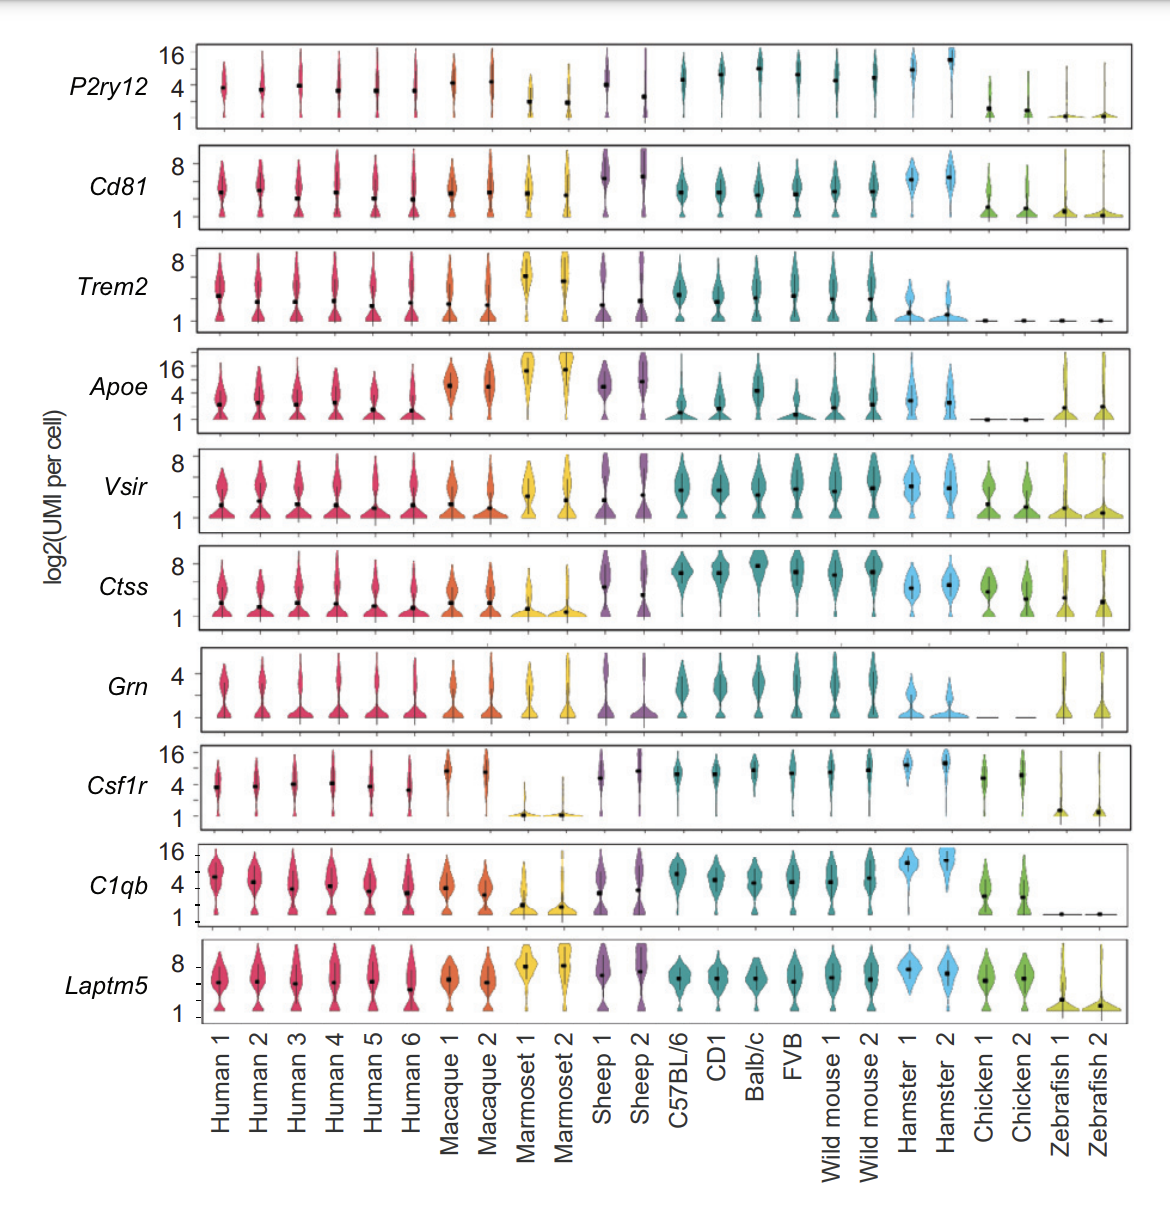 log2(UMI per cell)
P2ry12
16
4
1
Cd81
8
1
Trem2
8
1
Apoe
16
4
1
Vsir
8
1
Ctss
8
1
Grn
4
1
Csf1r
16
4
1
C1qb
16
4
1
Laptm5
8
1
Human 1
Human 2
Human 3
Human 4
Human 5
Human 6
Macaque 1
Macaque 2
Marmoset 1
Marmoset 2
Sheep 1
Sheep 2
C57BL/6
CD1
Balb/c
FVB
Wild mouse 1
Wild mouse 2
Hamster 1
Hamster 2
Chicken 1
Chicken 2
Zebrafish 1
Zebrafish 2